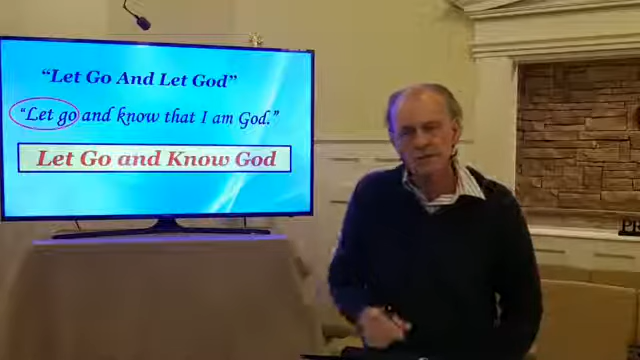 “Let Go And Let God”
“Let go and know that I am God.”
Let Go and Know God